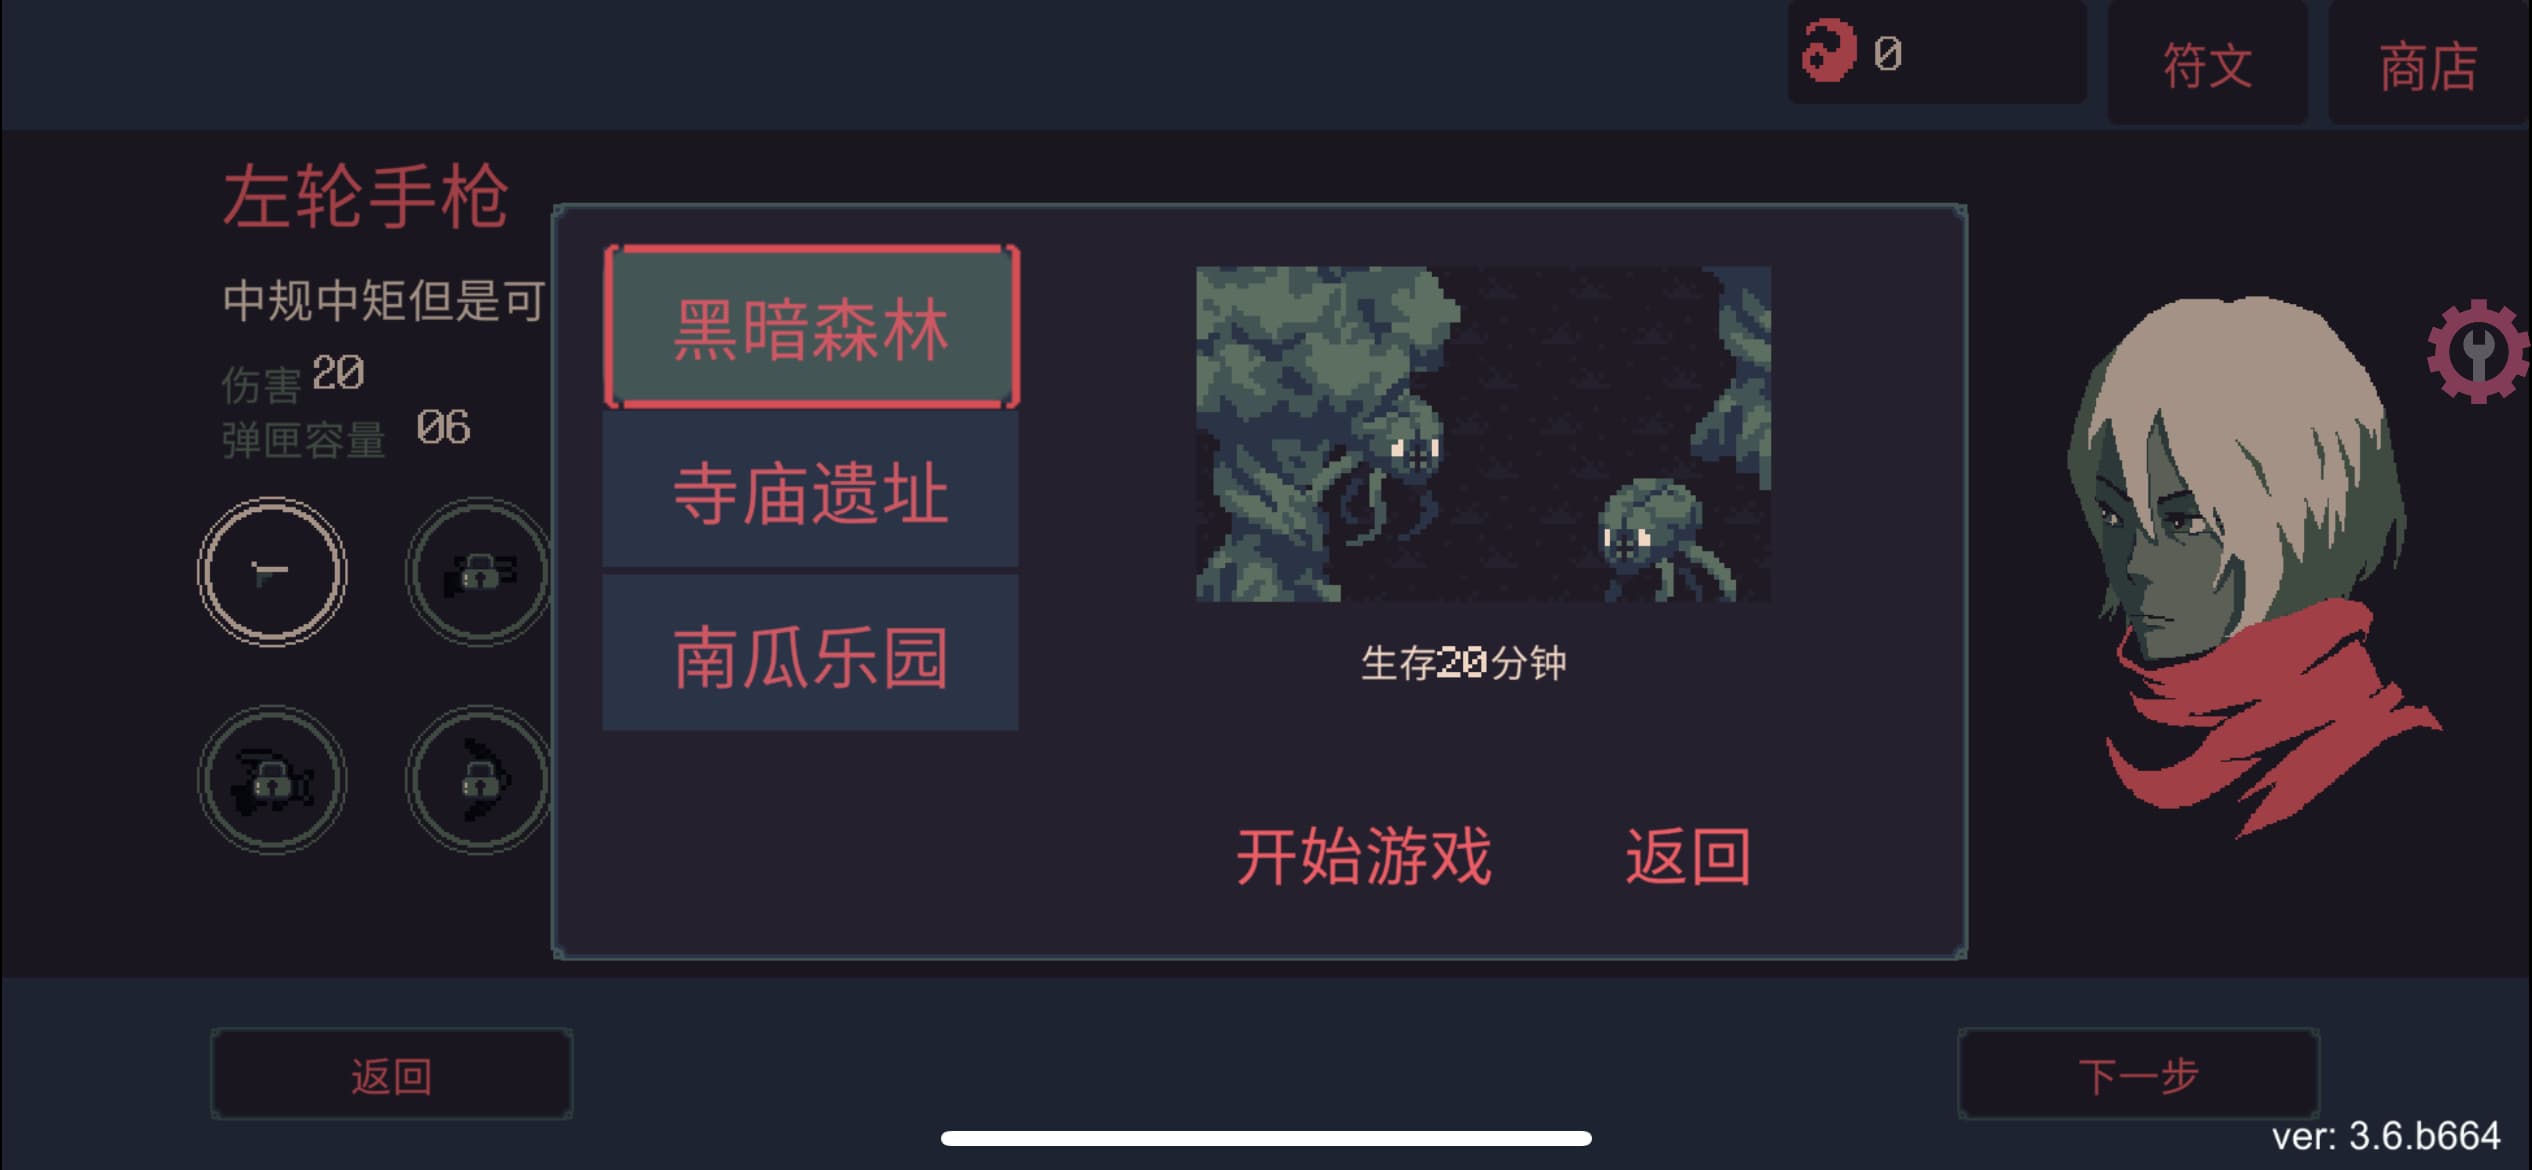 0
符文
商店
左轮手枪
中规中矩但是可
伤害 20
弹匣容量 06
黑暗森林
寺庙遗址
南瓜乐园
生存20分钟
开始游戏
返回
返回
下一步
ver: 3.6.b664